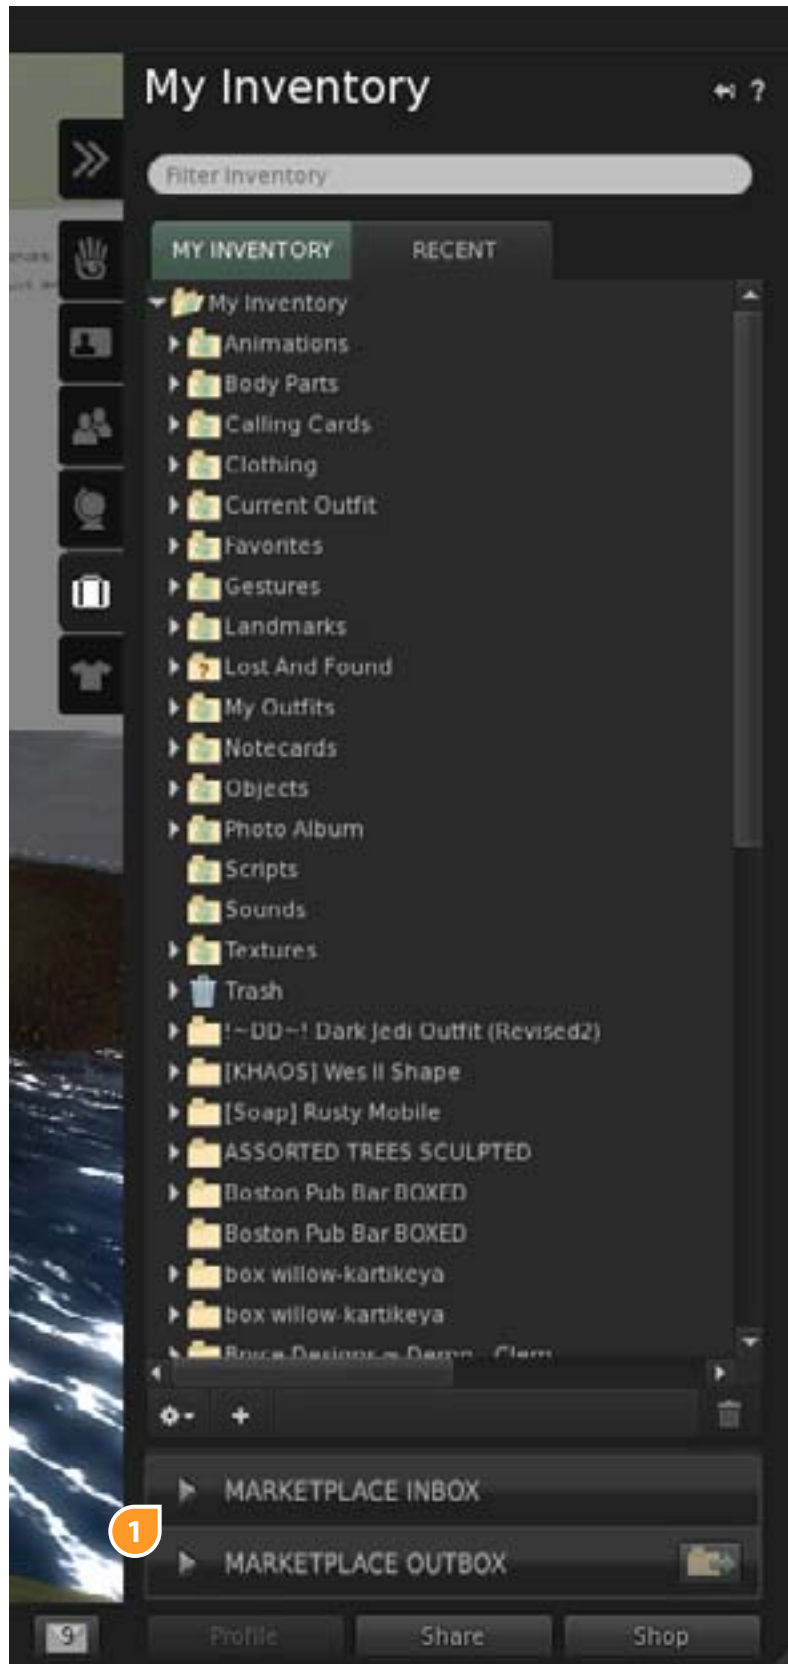 My Inventory
?
Filter Inventory
MY INVENTORY RECENT
My Inventory
Animations
Body Parts
Calling Cards
Clothing
Current Outfit
Favorites
Gestures
Landmarks
Lost And Found
My Outfits
Notecards
Objects
Photo Album
Scripts
Sounds
Textures
Trash
!~DD~! Dark Jedi Outfit (Revised2)
[KHAOS] Wes II Shape
[Soap] Rusty Mobile
ASSORTED TREES SCULPTED
Boston Pub Bar BOXED
Boston Pub Bar BOXED
box willow-kartikeya
box willow-kartikeya
Designs
MARKETPLACE INBOX
1
MARKETPLACE OUTBOX
9 Profile Share Shop